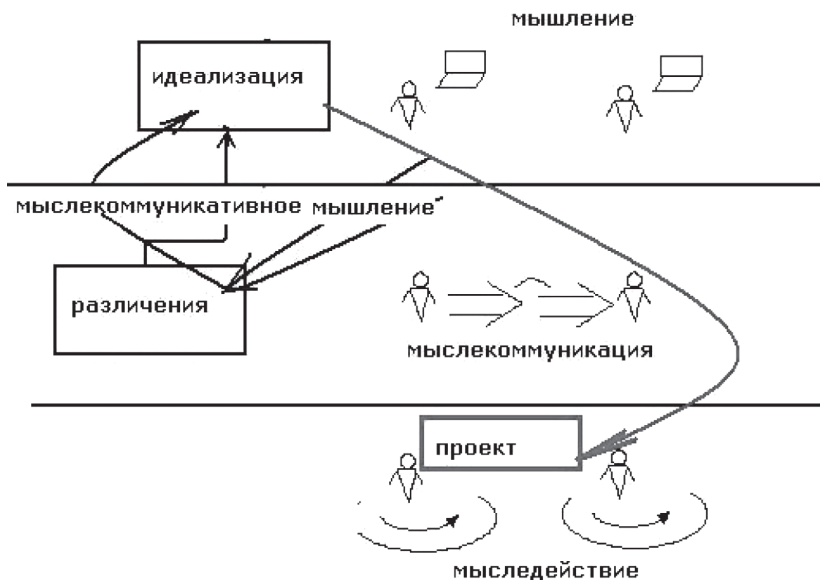 мышление
идеализация
мыслекоммуникативное мышление
различения
мыслекоммуникация
проект
мыследействие